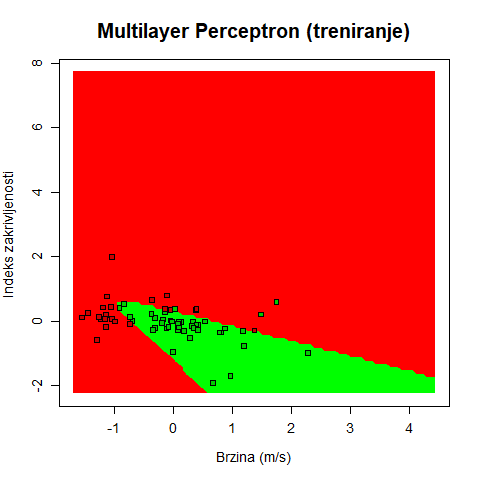 Multilayer Perceptron (treniranje)
Indeks zakrivljenosti
8
6
4
2
0
-2
-1 0 1 2 3 4
Brzina (m/s)